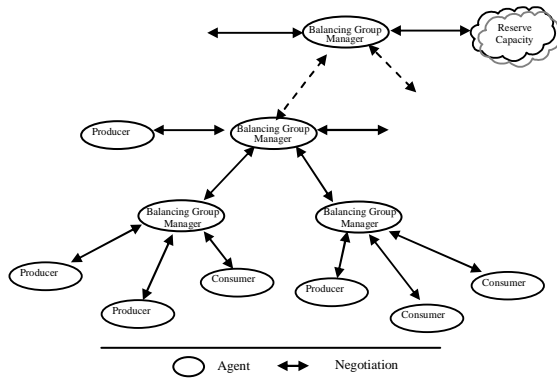 Balancing Group
Manager
Reserve
Capacity
Producer
Balancing Group
Manager
Balancing Group
Manager
Balancing Group
Manager
Producer
Consumer
Producer
Consumer
Producer
Consumer
Agent
Negotiation